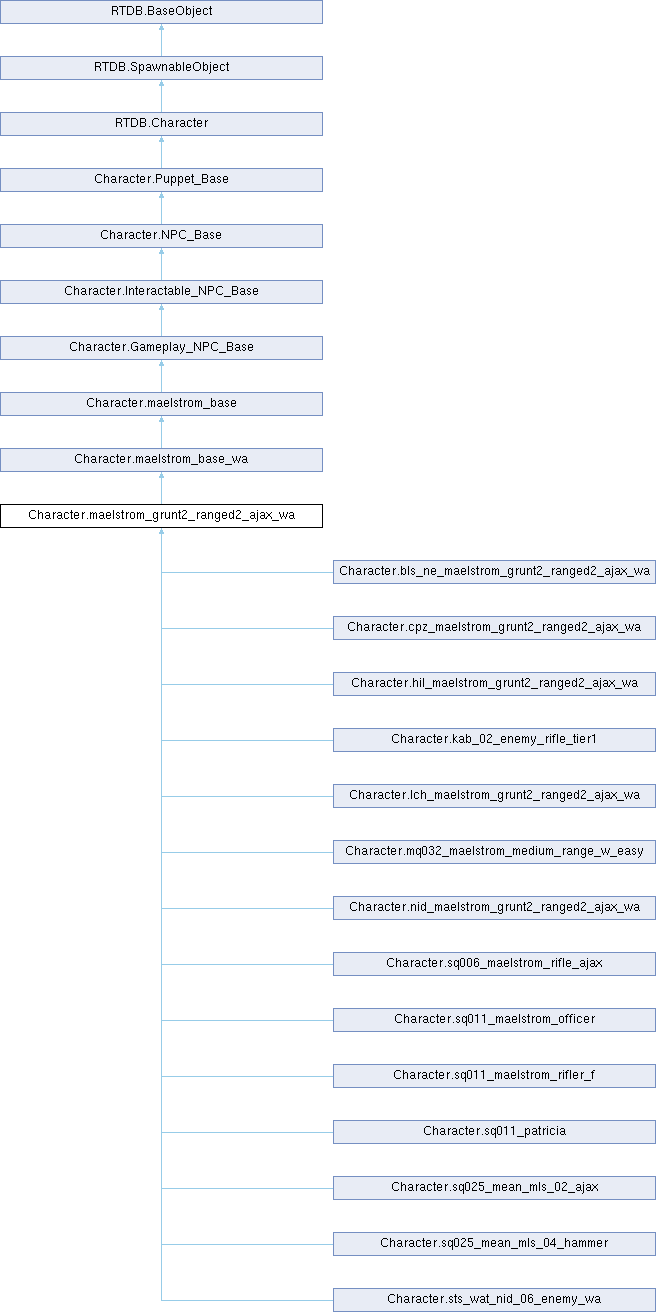 RTDB.BaseObject
RTDB.SpawnableObject
RTDB.Character
Character.Puppet_Base
Character.NPC_Base
Character.Interactable_NPC_Base
Character.Gameplay_NPC_Base
Character.maelstrom_base
Character.maelstrom_base_wa
Character.maelstrom_grunt2_ranged2_ajax_wa
Character.bls_ne_maelstrom_grunt2_ranged2_ajax_wa
Character.cpz_maelstrom_grunt2_ranged2_ajax_wa
Character.hil_maelstrom_grunt2_ranged2_ajax_wa
Character.kab_02_enemy_rifle_tier1
Character.lch_maelstrom_grunt2_ranged2_ajax_wa
Character.mq032_maelstrom_medium_range_w_easy
Character.nid_maelstrom_grunt2_ranged2_ajax_wa
Character.sq006_maelstrom_rifle_ajax
Character.sq011_maelstrom_officer
Character.sq011_maelstrom_rifler_f
Character.sq011_patricia
Character.sq025_mean_mls_02_ajax
Character.sq025_mean_mls_04_hammer
Character.sts_wat_nid_06_enemy_wa